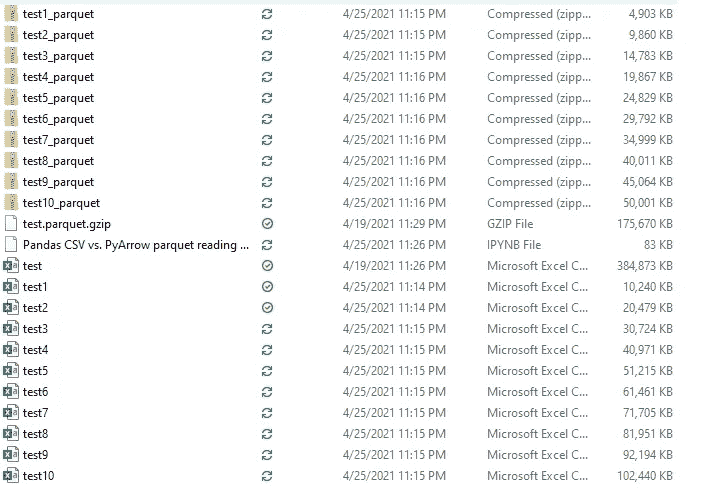 test1_parquet 4/25/2021 11:15 PM Compressed (zipp... 4,903 KB
test2_parquet 4/25/2021 11:15 PM Compressed (zipp... 9,860 KB
test3_parquet 4/25/2021 11:15 PM Compressed (zipp... 14,783 KB
test4_parquet 4/25/2021 11:16 PM Compressed (zipp... 19,867 KB
test5_parquet 4/25/2021 11:16 PM Compressed (zipp... 24,829 KB
test6_parquet 4/25/2021 11:16 PM Compressed (zipp... 29,792 KB
test7_parquet 4/25/2021 11:16 PM Compressed (zipp... 34,999 KB
test8_parquet 4/25/2021 11:16 PM Compressed (zipp... 40,011 KB
test9_parquet 4/25/2021 11:16 PM Compressed (zipp... 45,064 KB
test10_parquet 4/25/2021 11:16 PM Compressed (zipp... 50,001 KB
test.parquet.gzip 4/19/2021 11:29 PM GZIP File 175,670 KB
Pandas CSV vs. PyArrow parquet reading ... 4/25/2021 11:26 PM IPYNB File 83 KB
test 4/19/2021 11:26 PM Microsoft Excel C... 384,873 KB
test1 4/25/2021 11:14 PM Microsoft Excel C... 10,240 KB
test2 4/25/2021 11:14 PM Microsoft Excel C... 20,479 KB
test3 4/25/2021 11:15 PM Microsoft Excel C... 30,724 KB
test4 4/25/2021 11:15 PM Microsoft Excel C... 40,971 KB
test5 4/25/2021 11:15 PM Microsoft Excel C... 51,215 KB
test6 4/25/2021 11:15 PM Microsoft Excel C... 61,461 KB
test7 4/25/2021 11:15 PM Microsoft Excel C... 71,705 KB
test8 4/25/2021 11:15 PM Microsoft Excel C... 81,951 KB
test9 4/25/2021 11:15 PM Microsoft Excel C... 92,194 KB
test10 4/25/2021 11:15 PM Microsoft Excel C... 102,440 KB